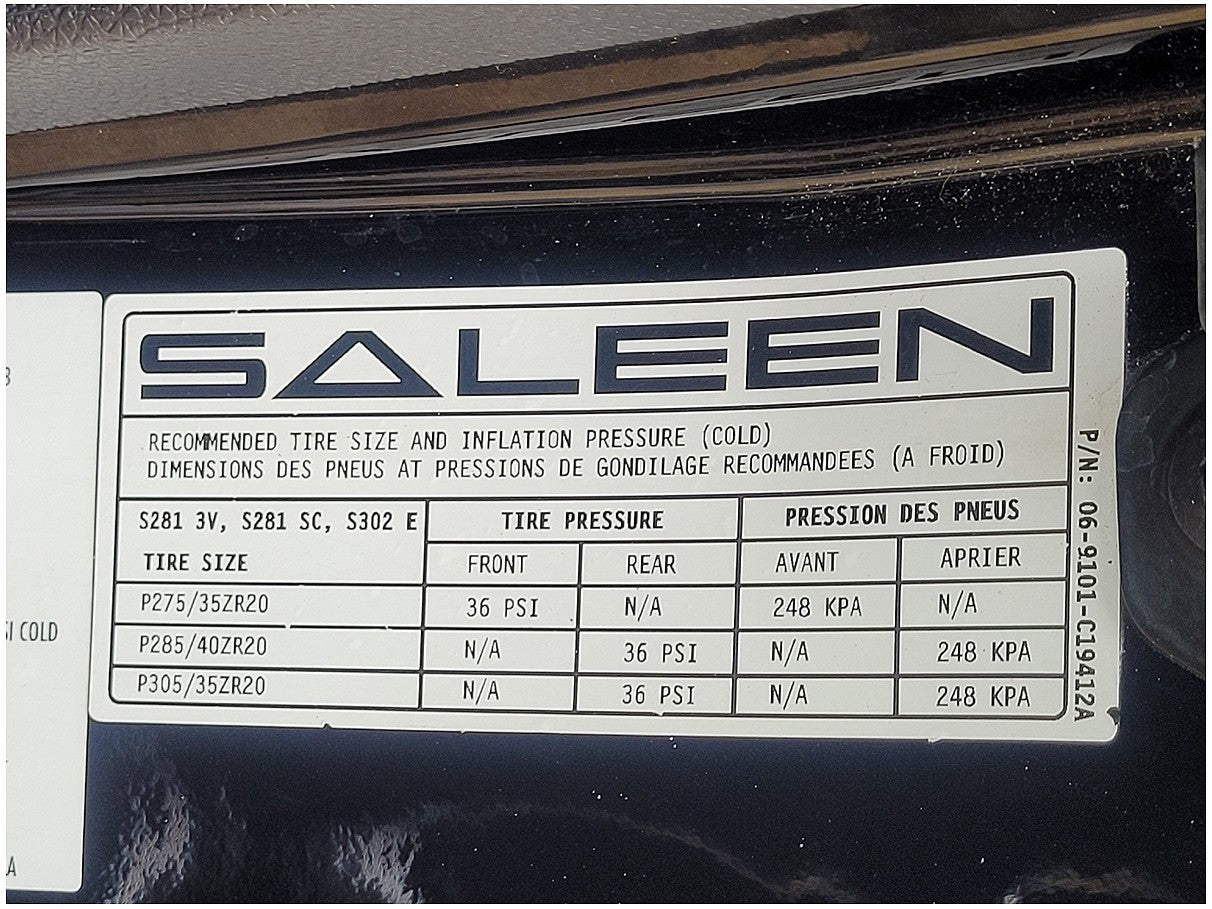 SALEEN
RECOMMENDED TIRE SIZE AND INFLATION PRESSURE (COLD)
DIMENSIONS DES PNEUS AT PRESSIONS DE GONDILAGE RECOMMANDEES (A FROID)
S281 3V, S281 SC, S302 E TIRE PRESSURE PRESSION DES PNEUS
TIRE SIZE FRONT REAR AVANT APRIER
P275/35ZR20 36 PSI N/A 248 KPA N/A
P285/40ZR20 N/A 36 PSI N/A 248 KPA
P305/35ZR20 N/A 36 PSI N/A 248 KPA
P/N: 06-9101-C19412A
COLD